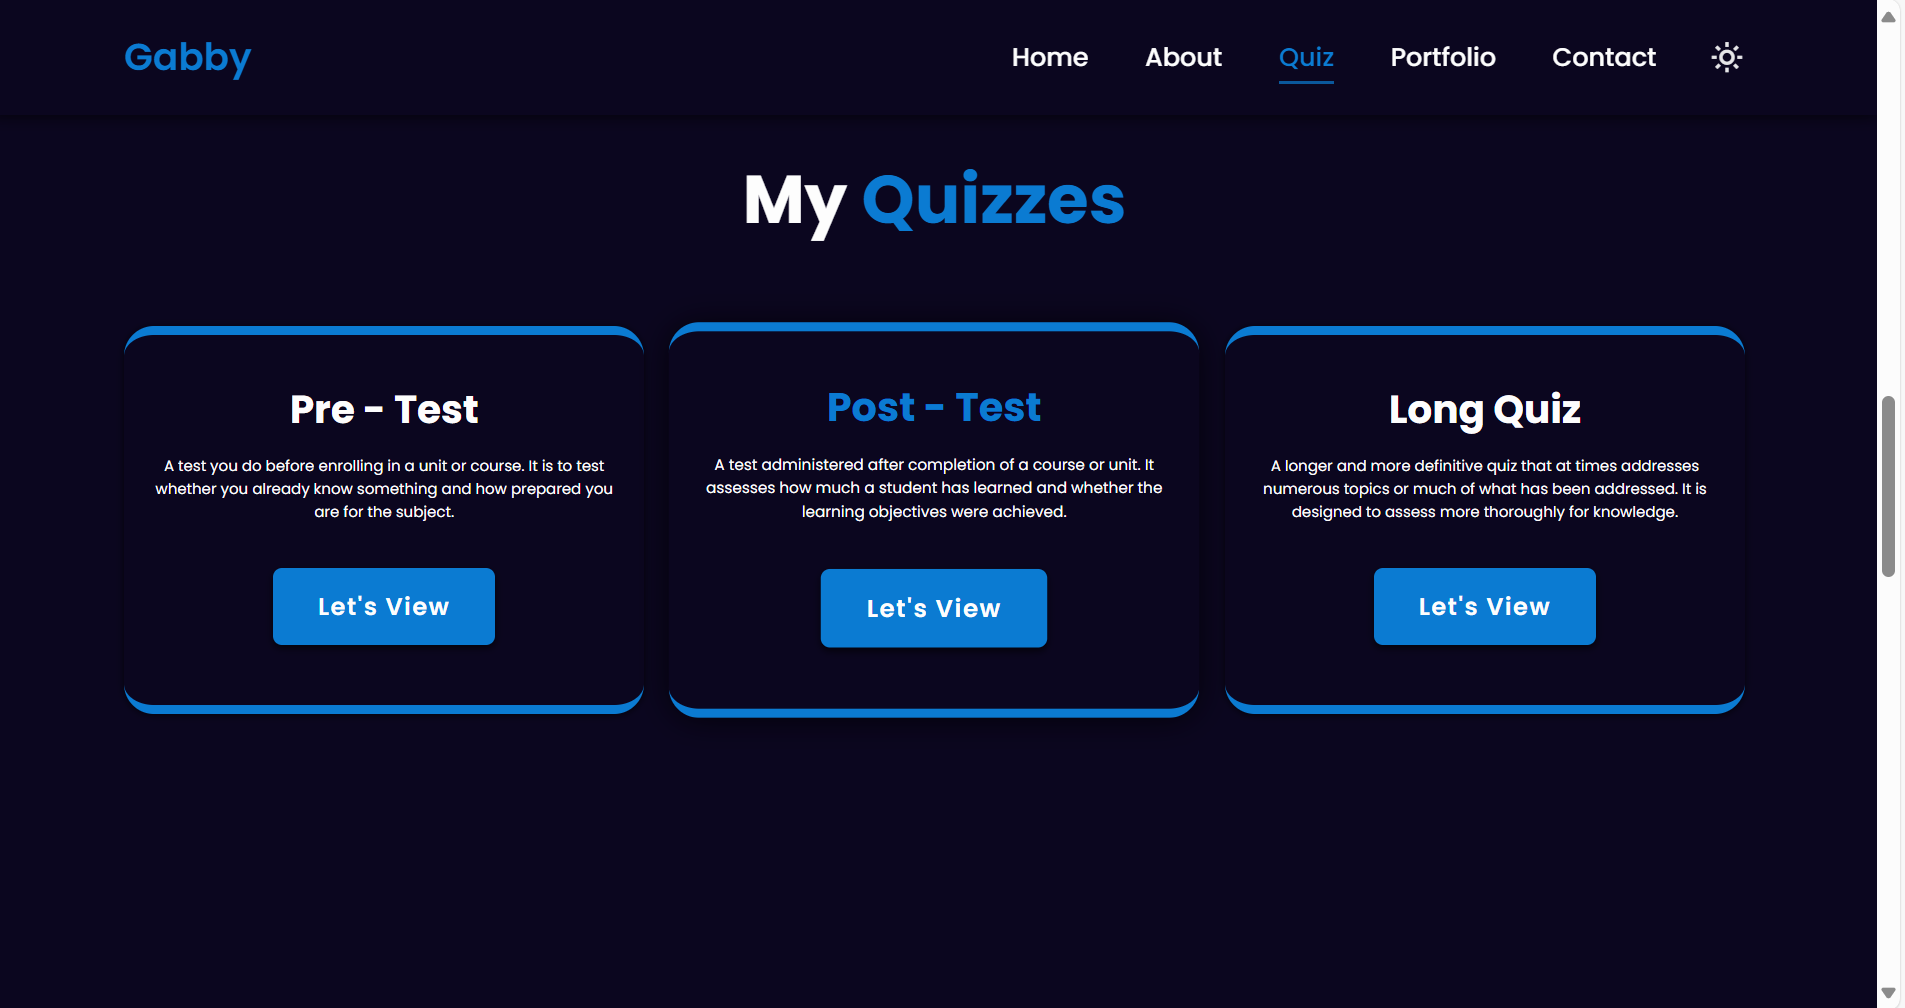 Gabby
Home About Quiz Portfolio Contact
My Quizzes
Pre - Test
A test you do before enrolling in a unit or course. It is to test
whether you already know something and how prepared you
are for the subject.
Let's View
Post - Test
A test administered after completion of a course or unit. It
assesses how much a student has learned and whether the
learning objectives were achieved.
Let's View
Long Quiz
A longer and more definitive quiz that at times addresses
numerous topics or much of what has been addressed. It is
designed to assess more thoroughly for knowledge.
Let's View